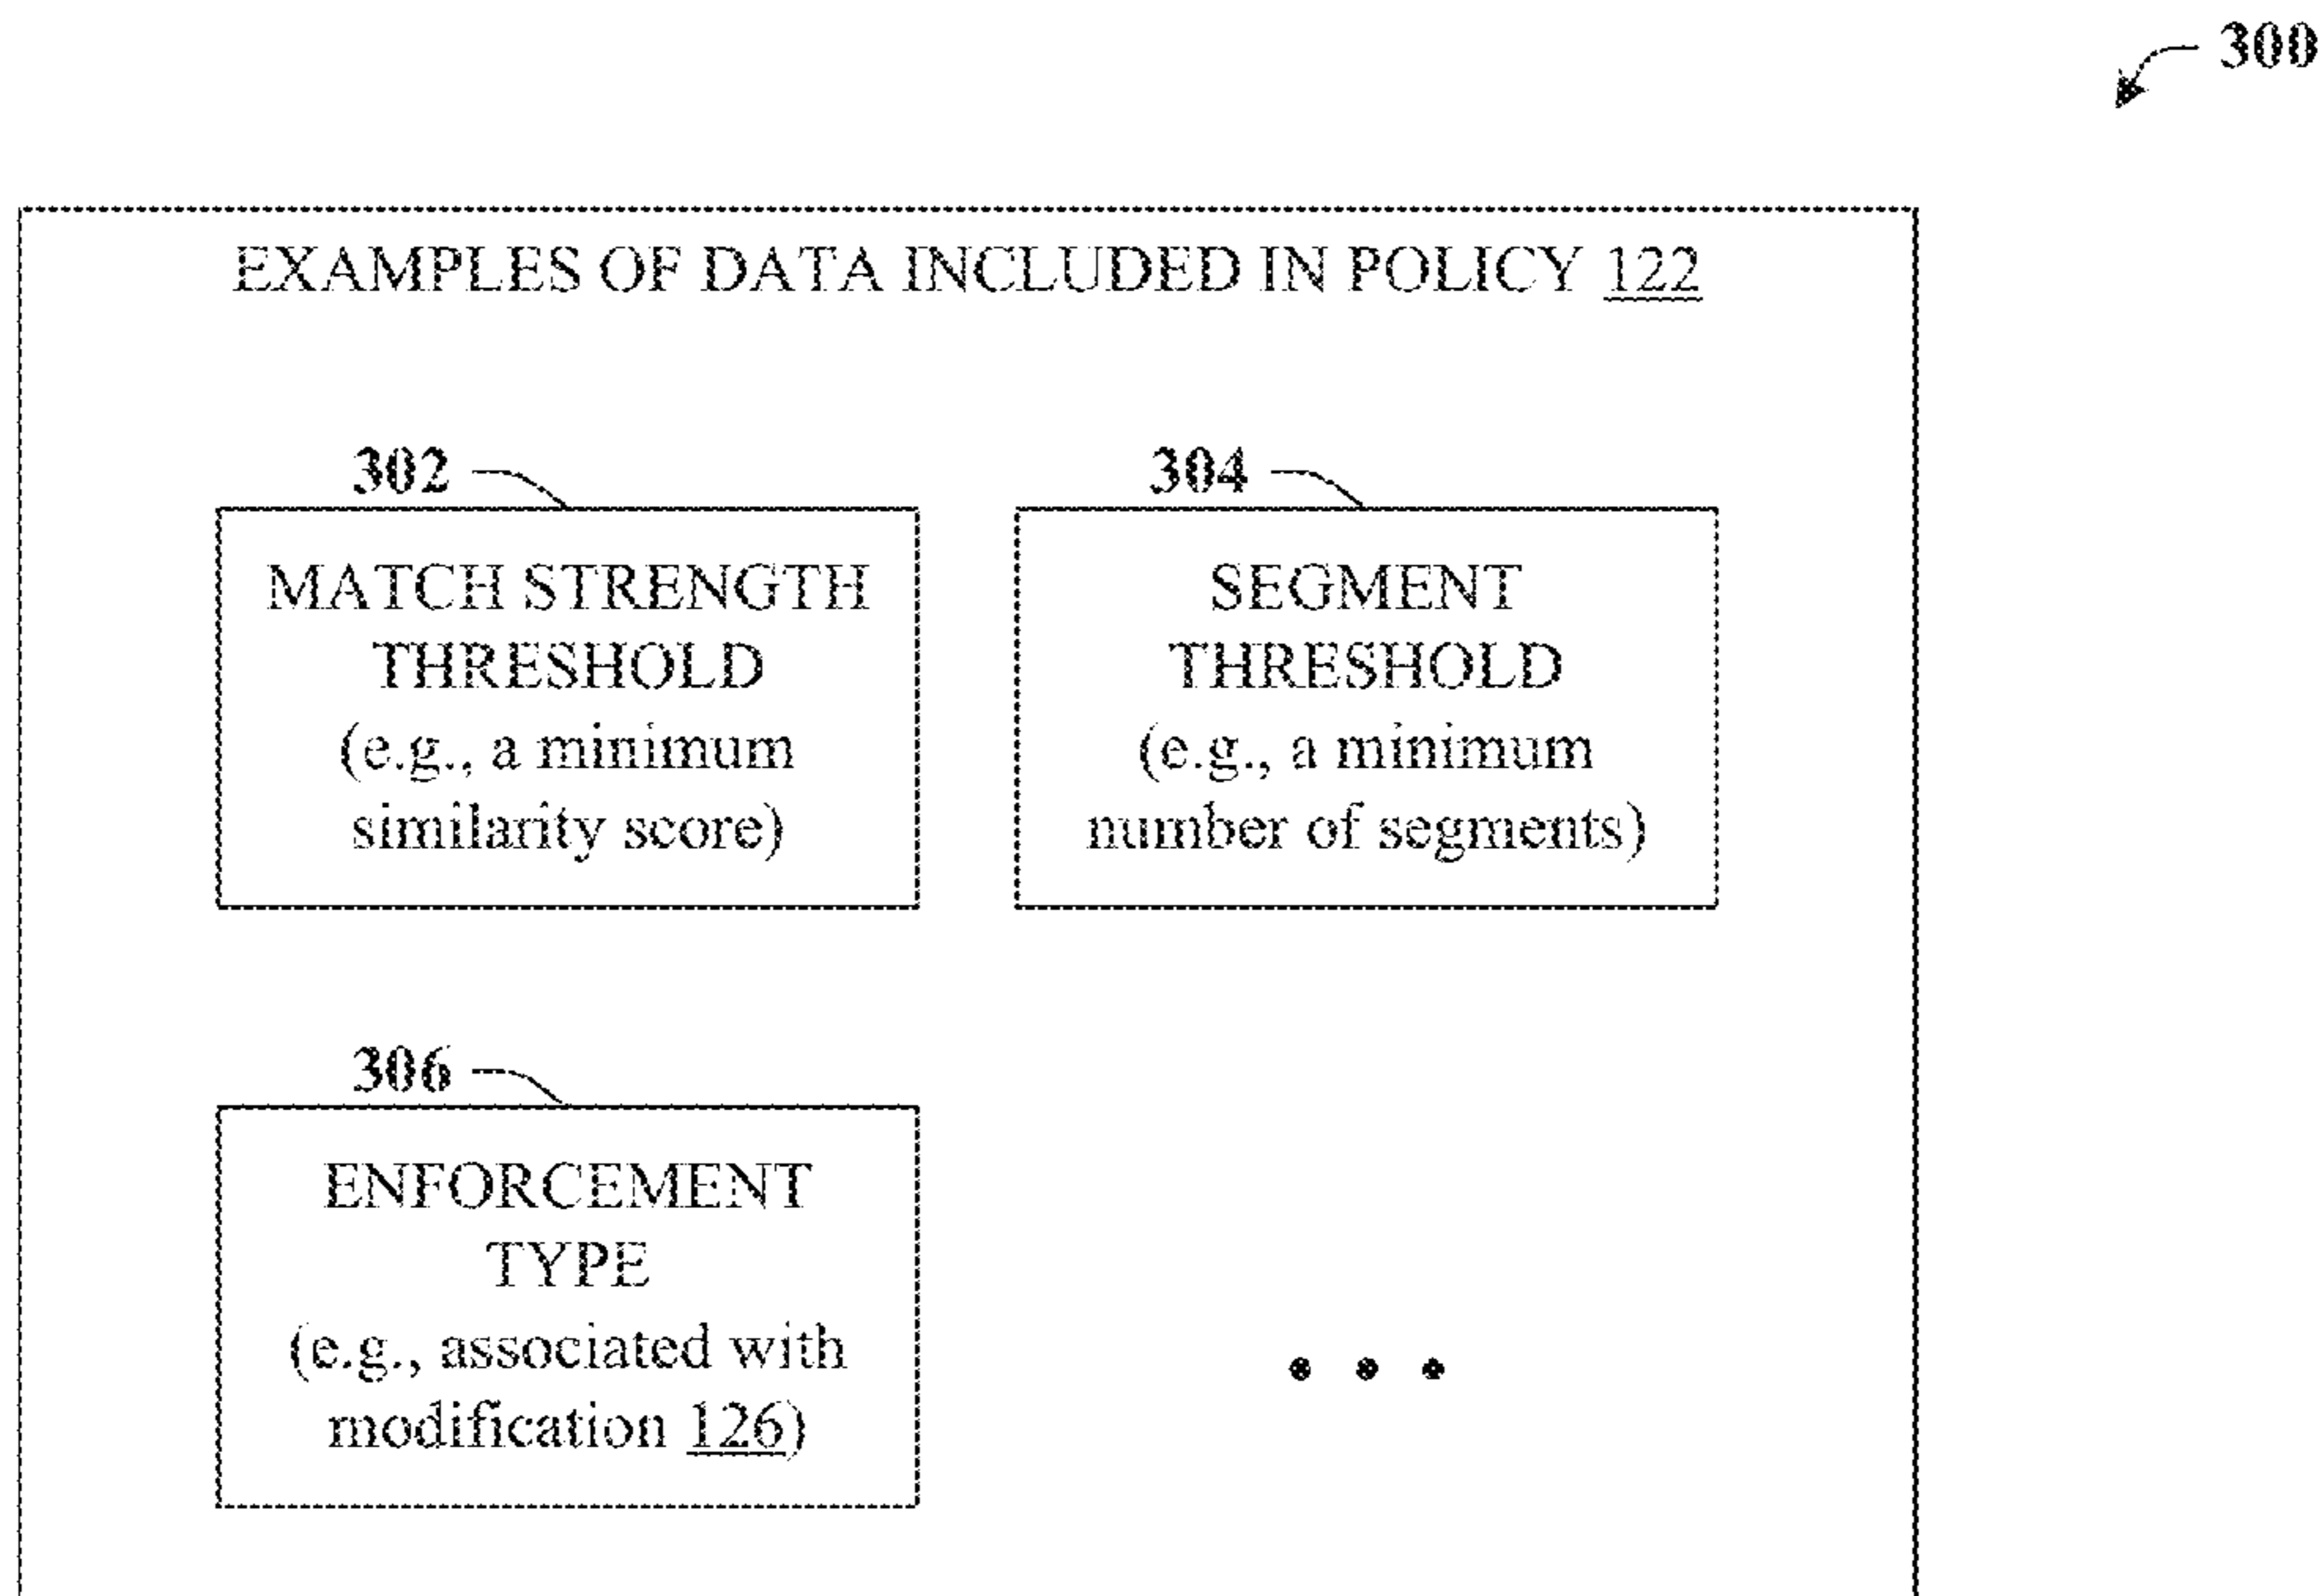 300
EXAMPLES OF DATA INCLUDED IN POLICY 122
302
304
MATCH STRENGTH
THRESHOLD
(e.g., a minimum
similarity score)
SEGMENT
THRESHOLD
(e.g., a minimum
number of segments)
306
ENFORCEMENT
TYPE
(e.g., associated with
modification 126)
• • •